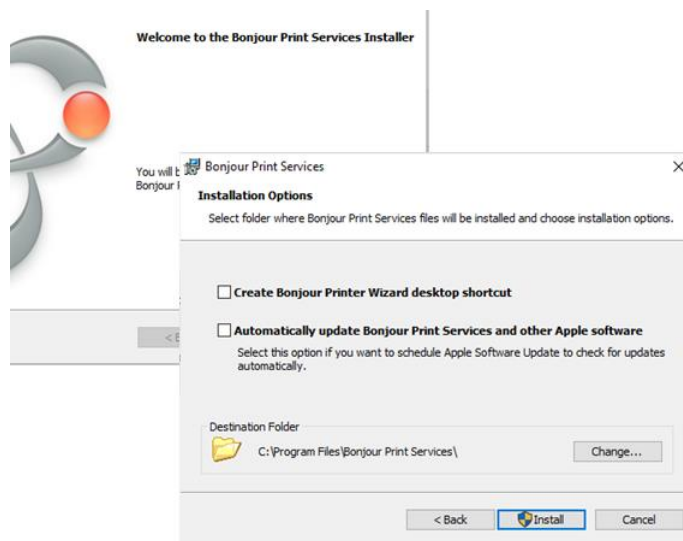 Welcome to the Bonjour Print Services Installer
You will
Bonjour
Bonjour Print Services
Installation Options
Select folder where Bonjour Print Services files will be installed and choose installation options.
Create Bonjour Printer Wizard desktop shortcut
Automatically update Bonjour Print Services and other Apple software
Select this option if you want to schedule Apple Software Update to check for updates
automatically.
Destination Folder
C:\Program Files\Bonjour Print Services\
Change...
<
< Back
Install
Cancel